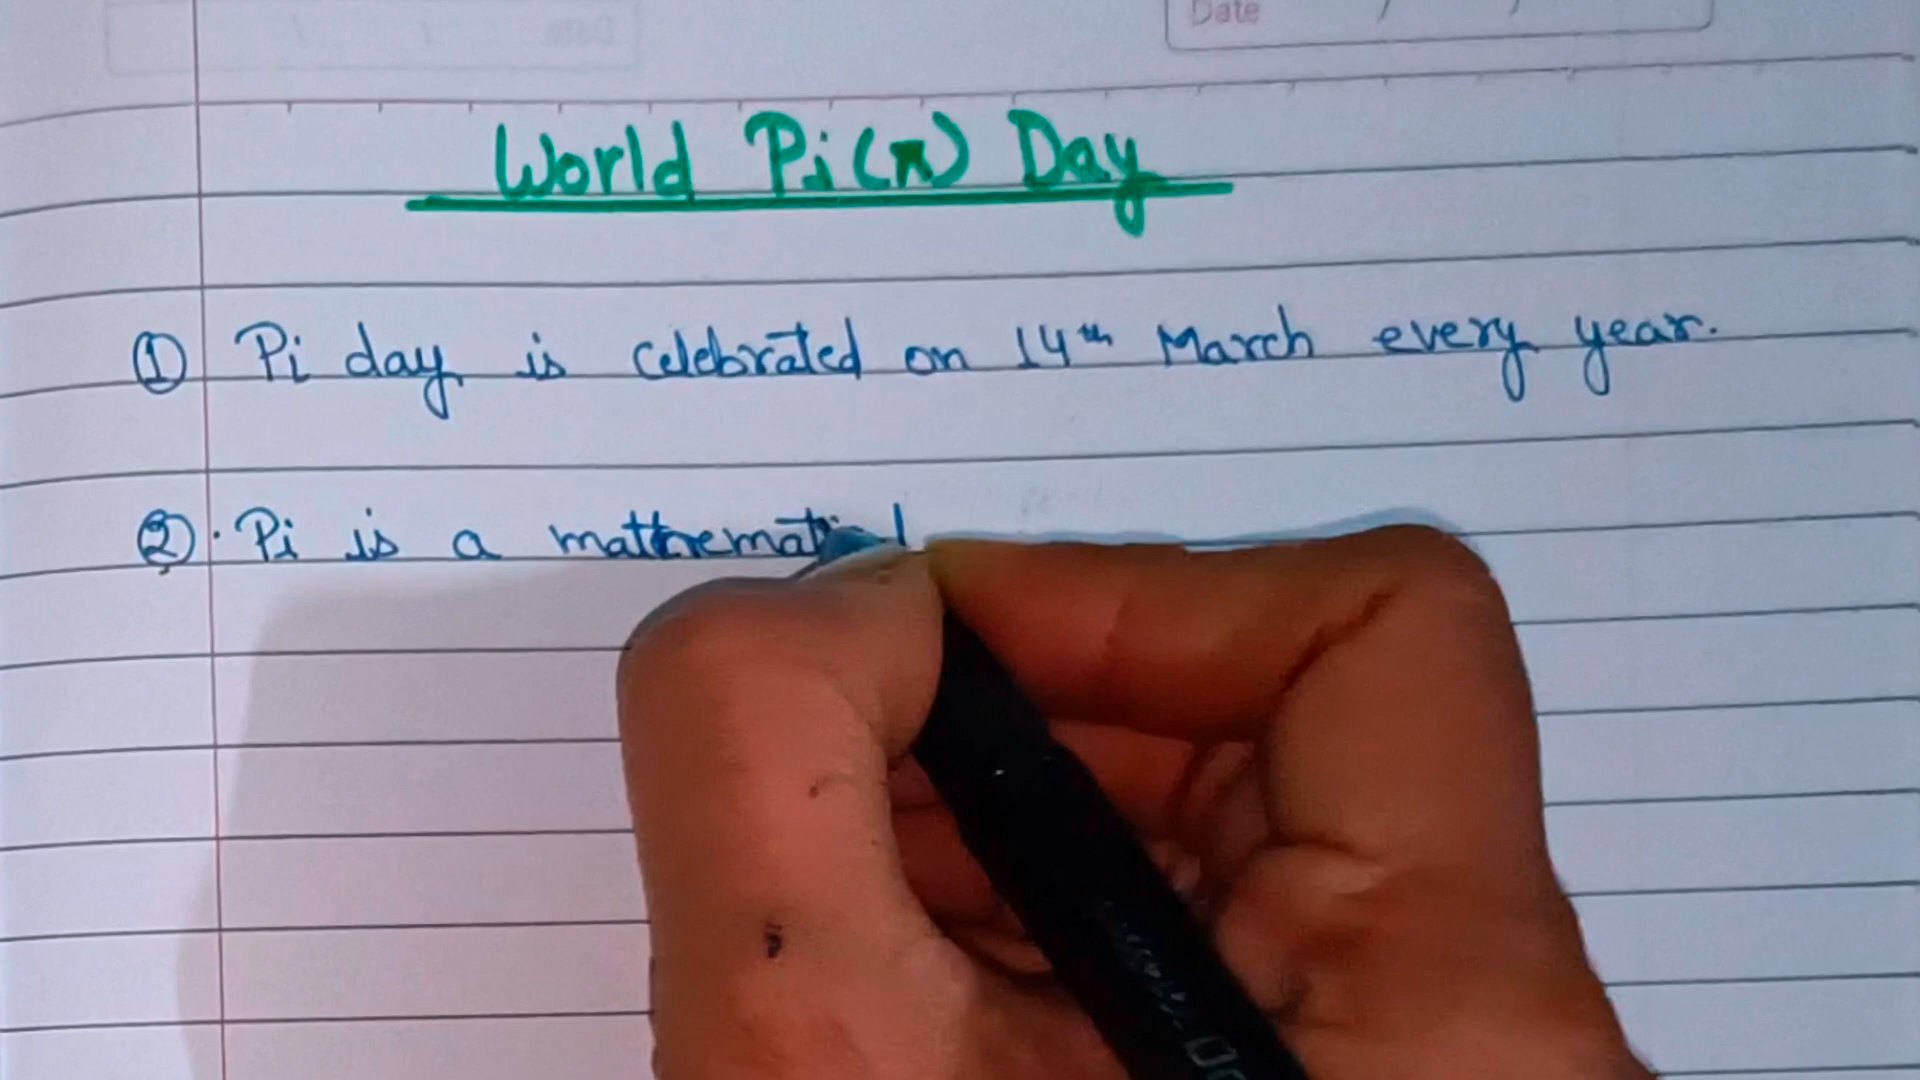 Date / /
World Pi(π) Day
① Pi day is celebrated on 14th March every year.
②. Pi is a